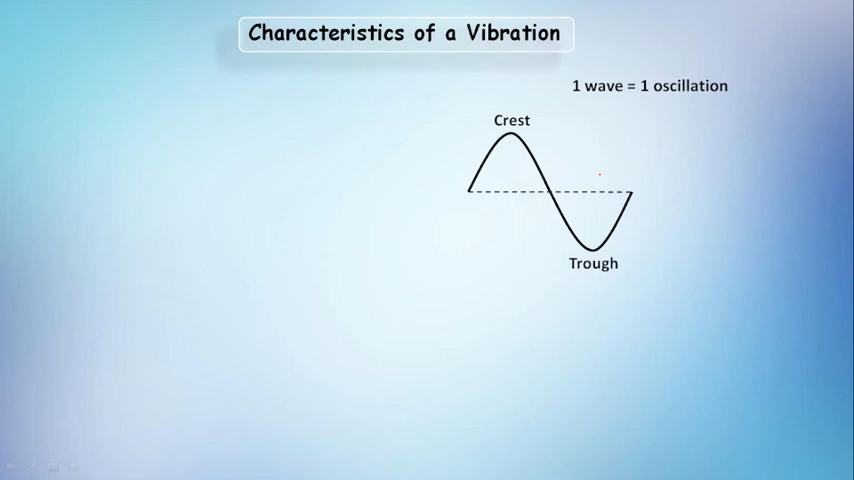 Characteristics of a Vibration
1 wave = 1 oscillation
Crest
Trough